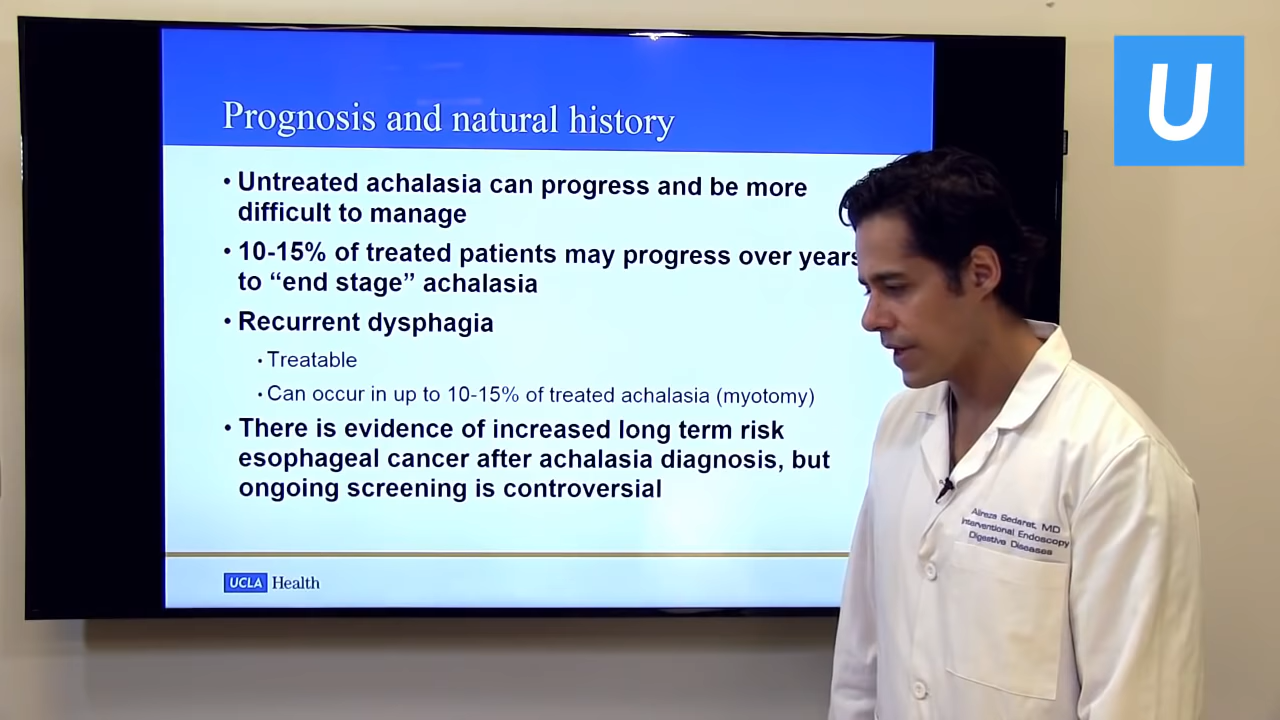 Prognosis and natural history
• Untreated achalasia can progress and be more
difficult to manage
• 10-15% of treated patients may progress over years
to “end stage” achalasia
• Recurrent dysphagia
• Treatable
• Can occur in up to 10-15% of treated achalasia (myotomy)
• There is evidence of increased long term risk
esophageal cancer after achalasia diagnosis, but
ongoing screening is controversial
UCLA Health
U
Alireza Sedarat, MD
Interventional Endoscopy
Digestive Diseases